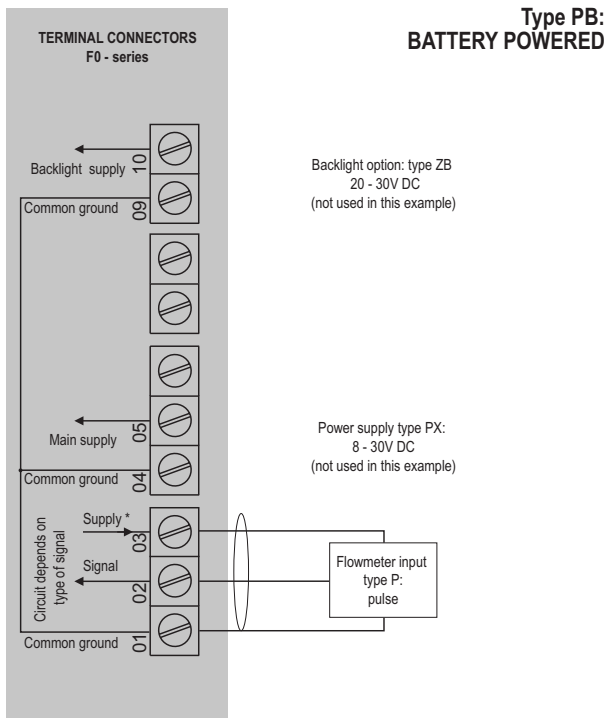 Type PB:
BATTERY POWERED
TERMINAL CONNECTORS
F0 - series
10
Backlight supply
Backlight option: type ZB
20 - 30V DC
(not used in this example)
Common ground
09
05
Main supply
Power supply type PX:
8 - 30V DC
(not used in this example)
Common ground
04
Supply *
03
Circuit depends on
type of signal
Signal
02
Flowmeter input
type P:
pulse
Common ground
01